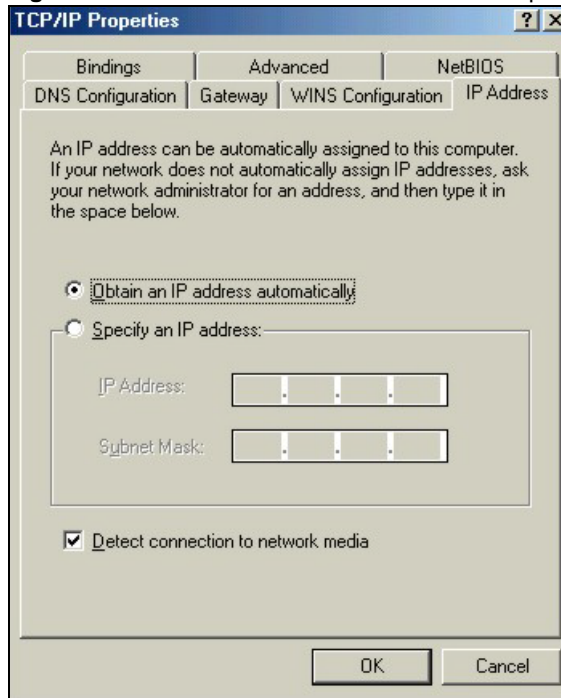 TCP/IP Properties
? X
Bindings Advanced NetBIOS
DNS Configuration Gateway WINS Configuration IP Address
An IP address can be automatically assigned to this computer.
If your network does not automatically assign IP addresses, ask
your network administrator for an address, and then type it in
the space below.
Obtain an IP address automatically
Specify an IP address:
IP Address: . . .
Subnet Mask: . . .
Detect connection to network media
OK Cancel